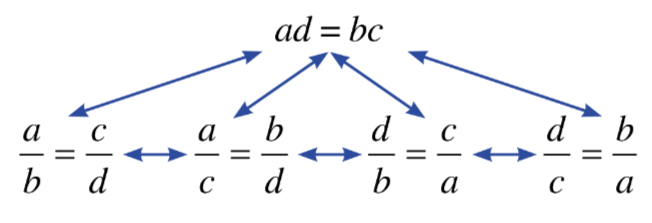 ad = bc
a/b = c/d ↔ a/c = b/d ↔ d/b = c/a ↔ d/c = b/a